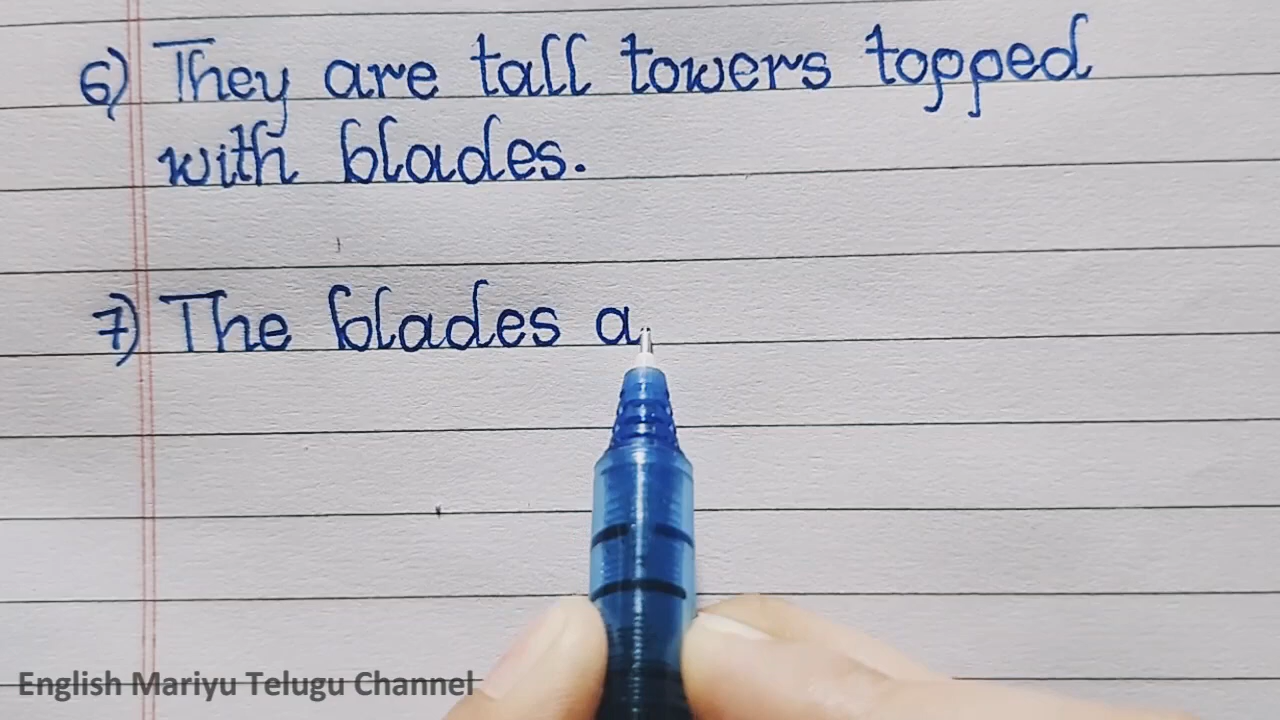 6) They are tall towers topped
with blades.
7) The blades a
English Mariyu Telugu Channel